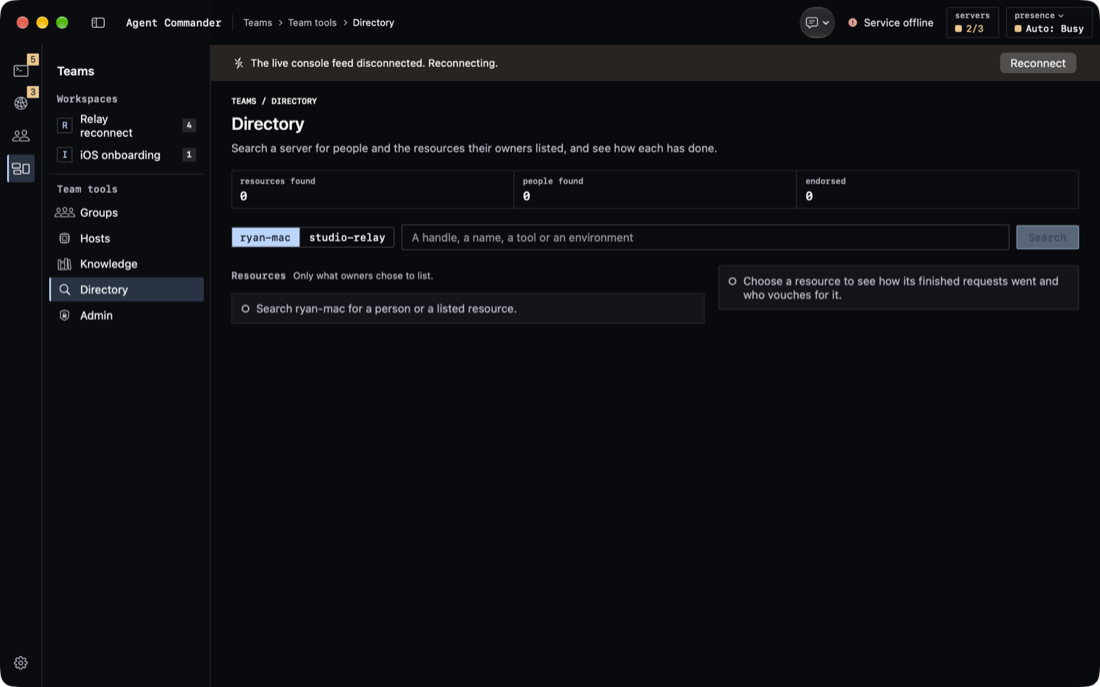 Agent Commander
Teams > Team tools > Directory
Service offline
servers
2/3
presence
Auto: Busy
5
3
Teams
Workspaces
R Relay reconnect 4
I iOS onboarding 1
Team tools
Groups
Hosts
Knowledge
Directory
Admin
The live console feed disconnected. Reconnecting.
Reconnect
TEAMS / DIRECTORY
Directory
Search a server for people and the resources their owners listed, and see how each has done.
resources found
0
people found
0
endorsed
0
ryan-mac
studio-relay
A handle, a name, a tool or an environment
Search
Resources Only what owners chose to list.
Search ryan-mac for a person or a listed resource.
Choose a resource to see how its finished requests went and
who vouches for it.